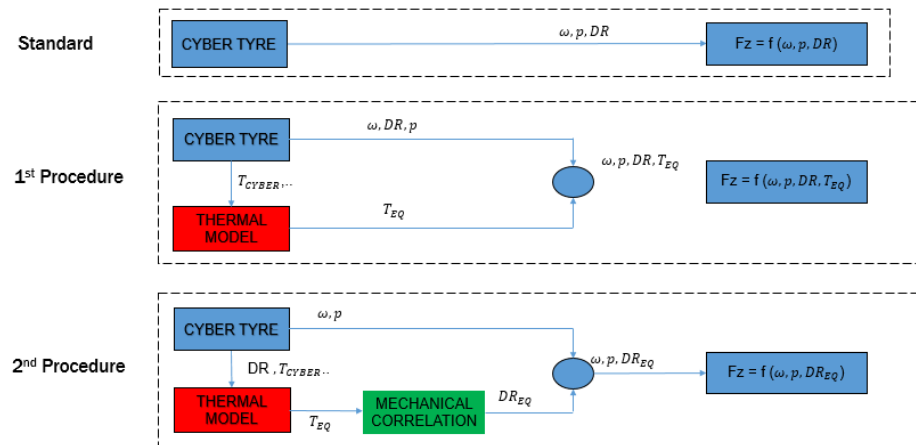 Standard
CYBER TYRE
ω, p, DR
Fz = f (ω, p, DR)
1st Procedure
CYBER TYRE
ω, DR, p
T_CYBER,..
THERMAL
MODEL
T_EQ
ω, p, DR, T_EQ
Fz = f (ω, p, DR, T_EQ)
2nd Procedure
CYBER TYRE
ω, p
DR , T_CYBER..
THERMAL
MODEL
T_EQ
MECHANICAL
CORRELATION
DR_EQ
ω, p, DR_EQ
Fz = f (ω, p, DR_EQ)